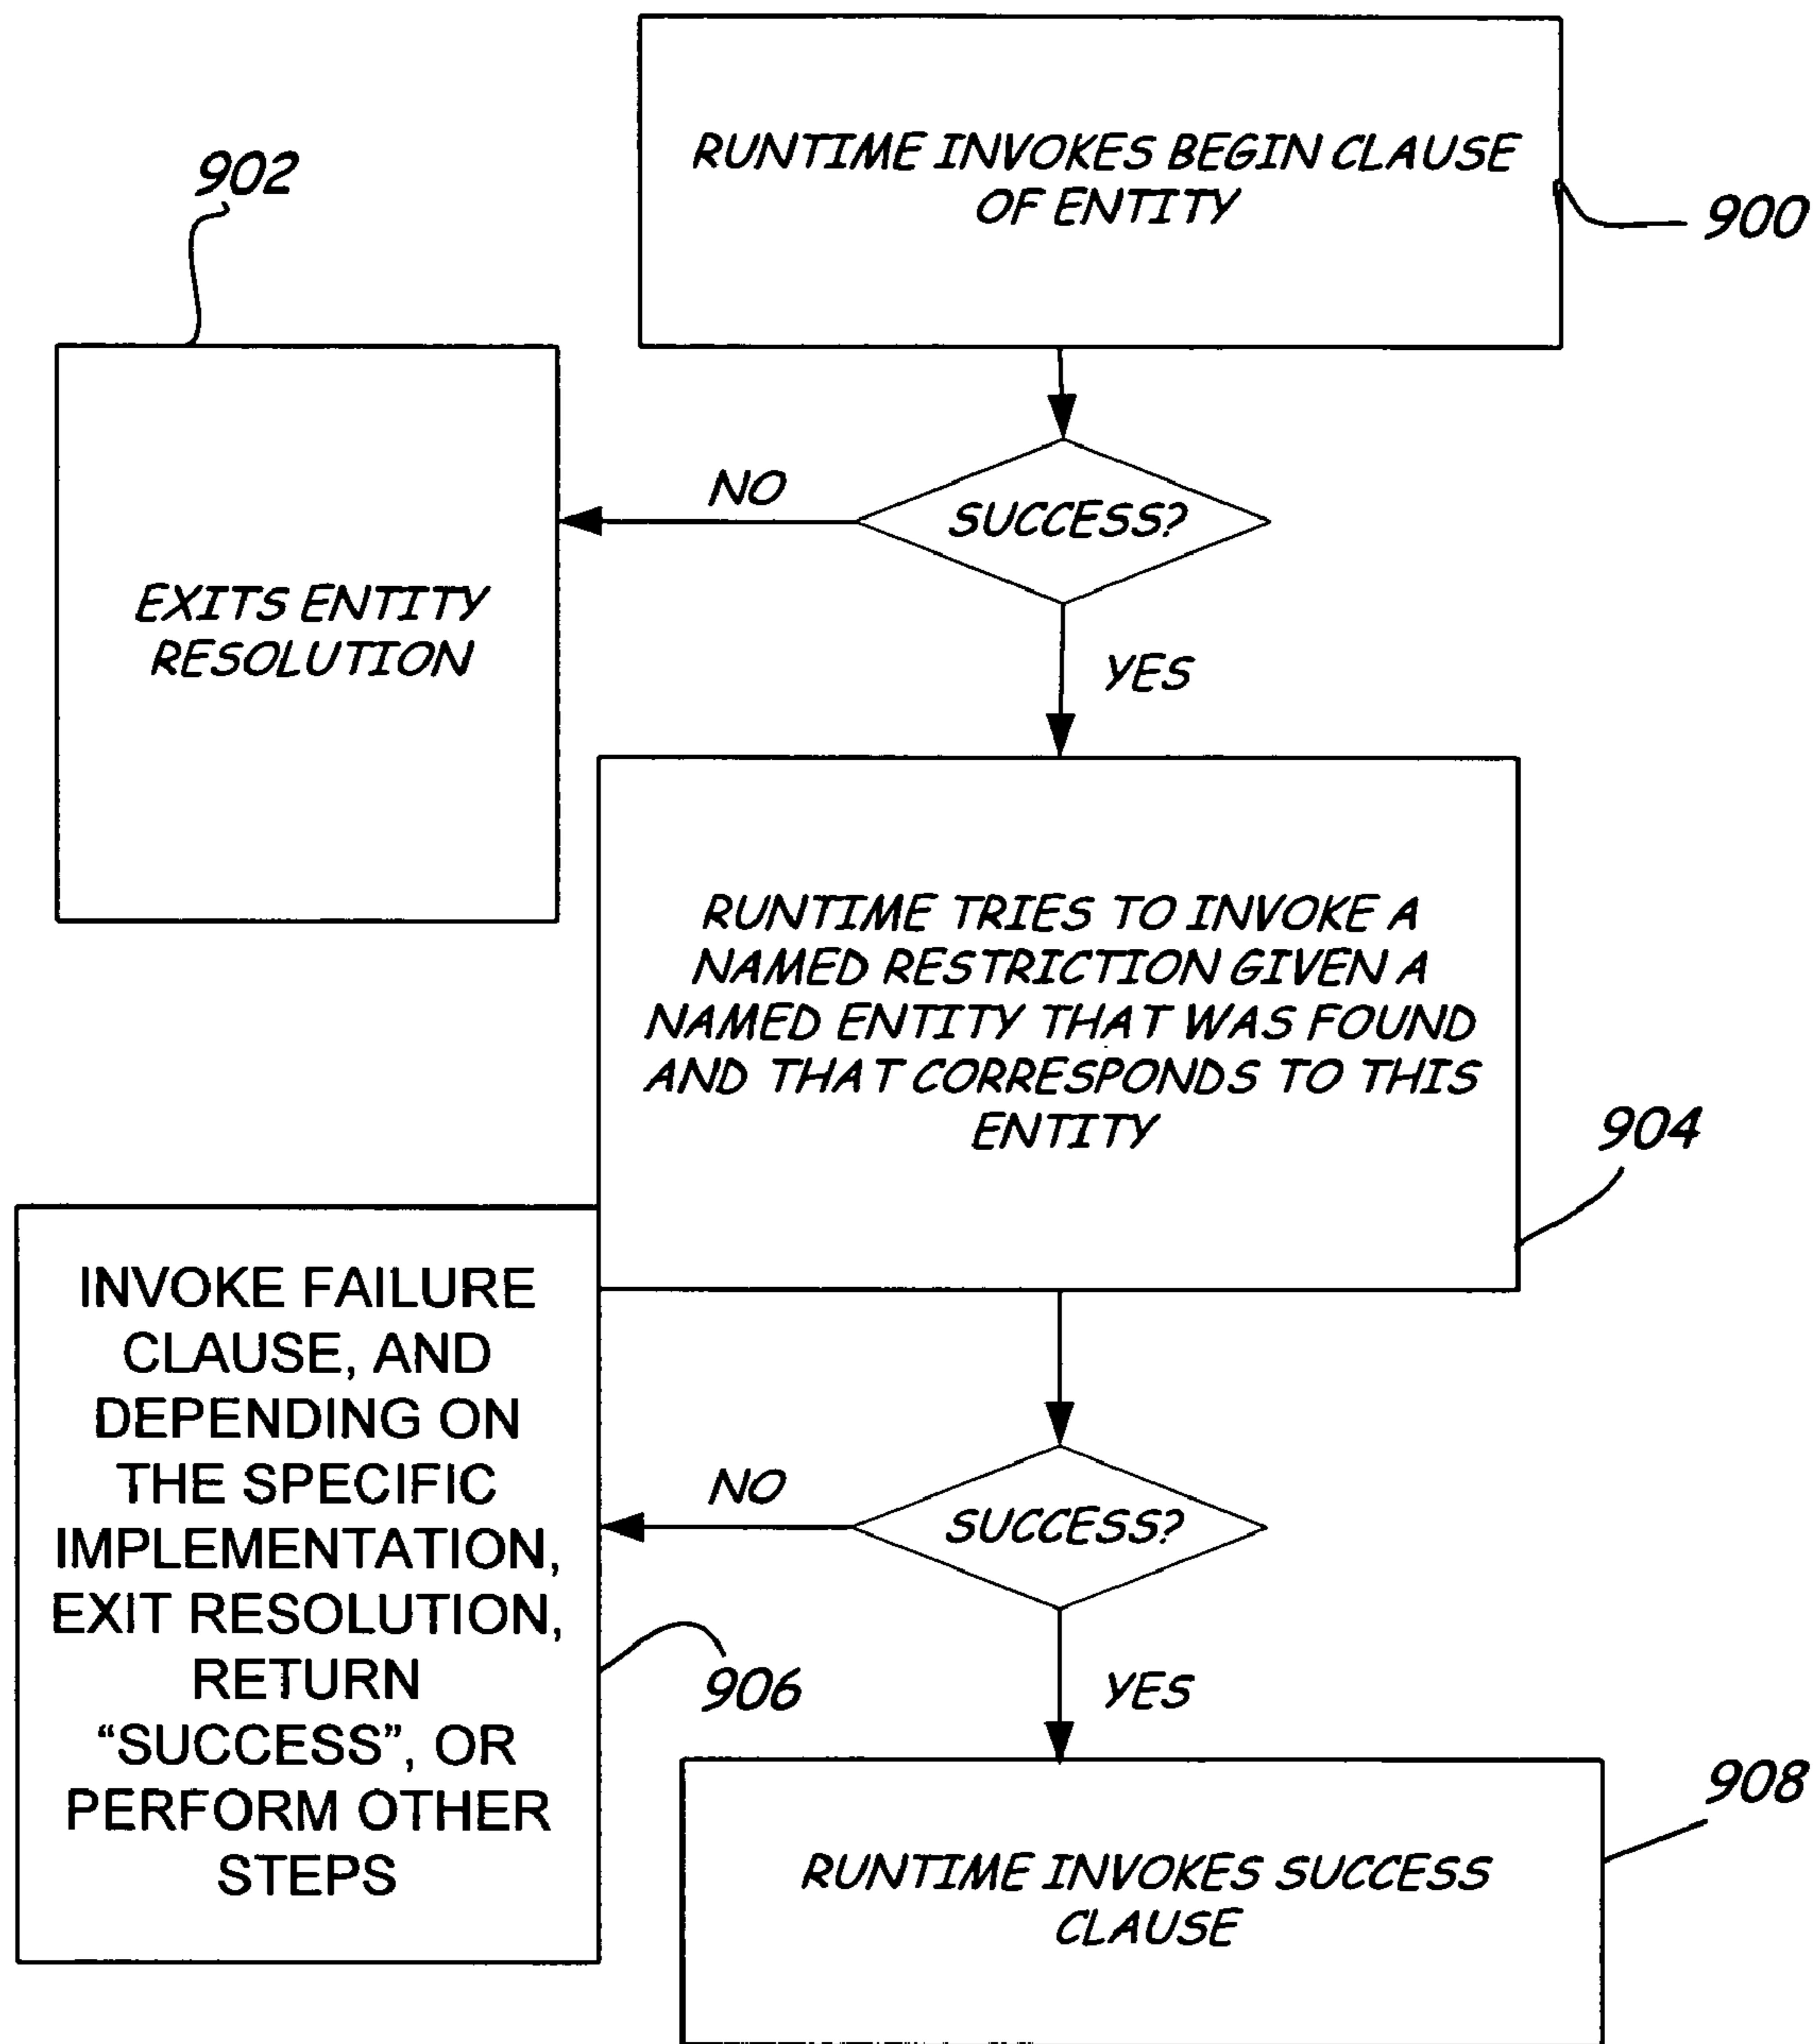 RUNTIME INVOKES BEGIN CLAUSE
OF ENTITY
900
902
SUCCESS?
NO
EXITS ENTITY
RESOLUTION
YES
RUNTIME TRIES TO INVOKE A
NAMED RESTRICTION GIVEN A
NAMED ENTITY THAT WAS FOUND
AND THAT CORRESPONDS TO THIS
ENTITY
904
SUCCESS?
NO
INVOKE FAILURE
CLAUSE, AND
DEPENDING ON
THE SPECIFIC
IMPLEMENTATION,
EXIT RESOLUTION,
RETURN
“SUCCESS”, OR
PERFORM OTHER
STEPS
906
YES
RUNTIME INVOKES SUCCESS
CLAUSE
908